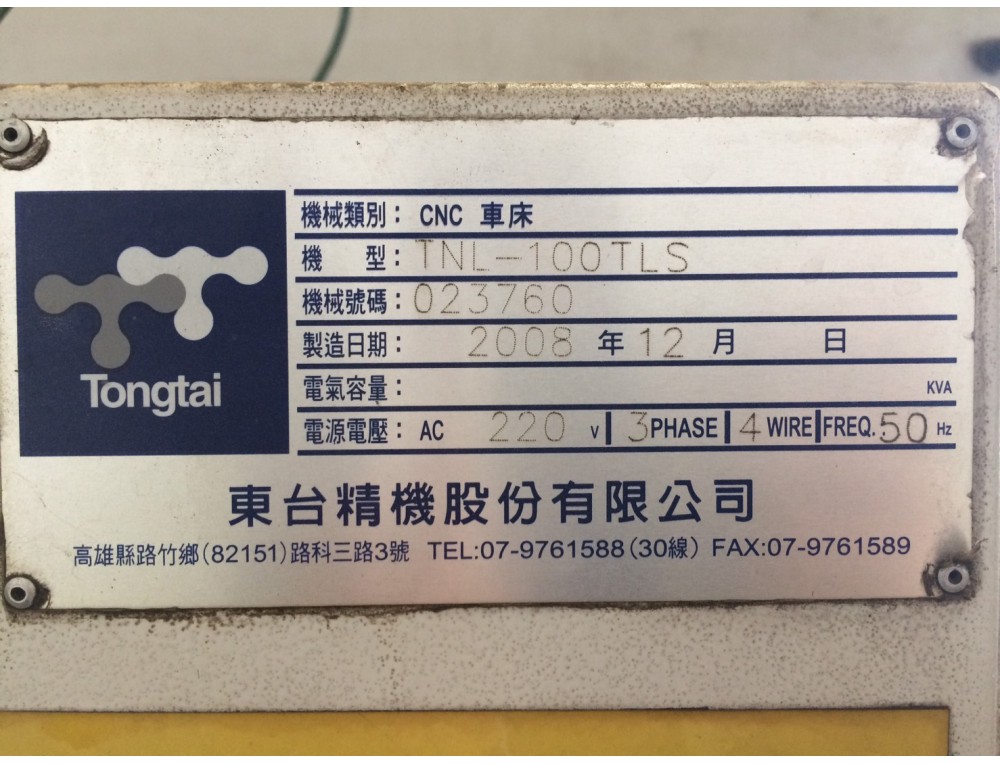 機械類別： CNC 車床
機 型： TNL-100TLS
機械號碼： 023760
製造日期： 2008 年 12 月 日
電氣容量： KVA
電源電壓： AC 220 V | 3 PHASE | 4 WIRE | FREQ. 50 Hz
Tongtai
東台精機股份有限公司
高雄縣路竹鄉(82151)路科三路3號 TEL:07-9761588(30線) FAX:07-9761589